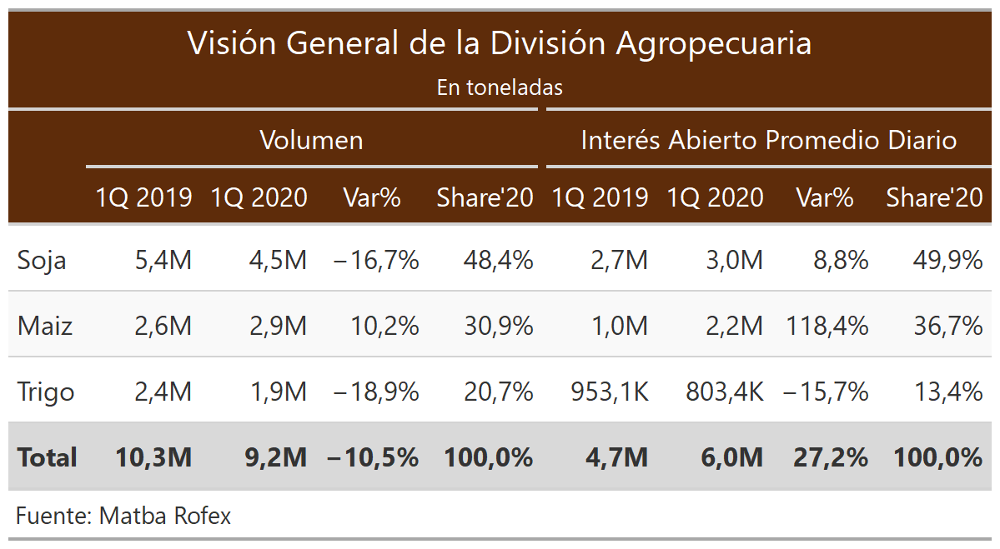 Visión General de la División Agropecuaria
En toneladas
Volumen Interés Abierto Promedio Diario
1Q 2019 1Q 2020 Var% Share'20 1Q 2019 1Q 2020 Var% Share'20
Soja 5,4M 4,5M −16,7% 48,4% 2,7M 3,0M 8,8% 49,9%
Maiz 2,6M 2,9M 10,2% 30,9% 1,0M 2,2M 118,4% 36,7%
Trigo 2,4M 1,9M −18,9% 20,7% 953,1K 803,4K −15,7% 13,4%
Total 10,3M 9,2M −10,5% 100,0% 4,7M 6,0M 27,2% 100,0%
Fuente: Matba Rofex